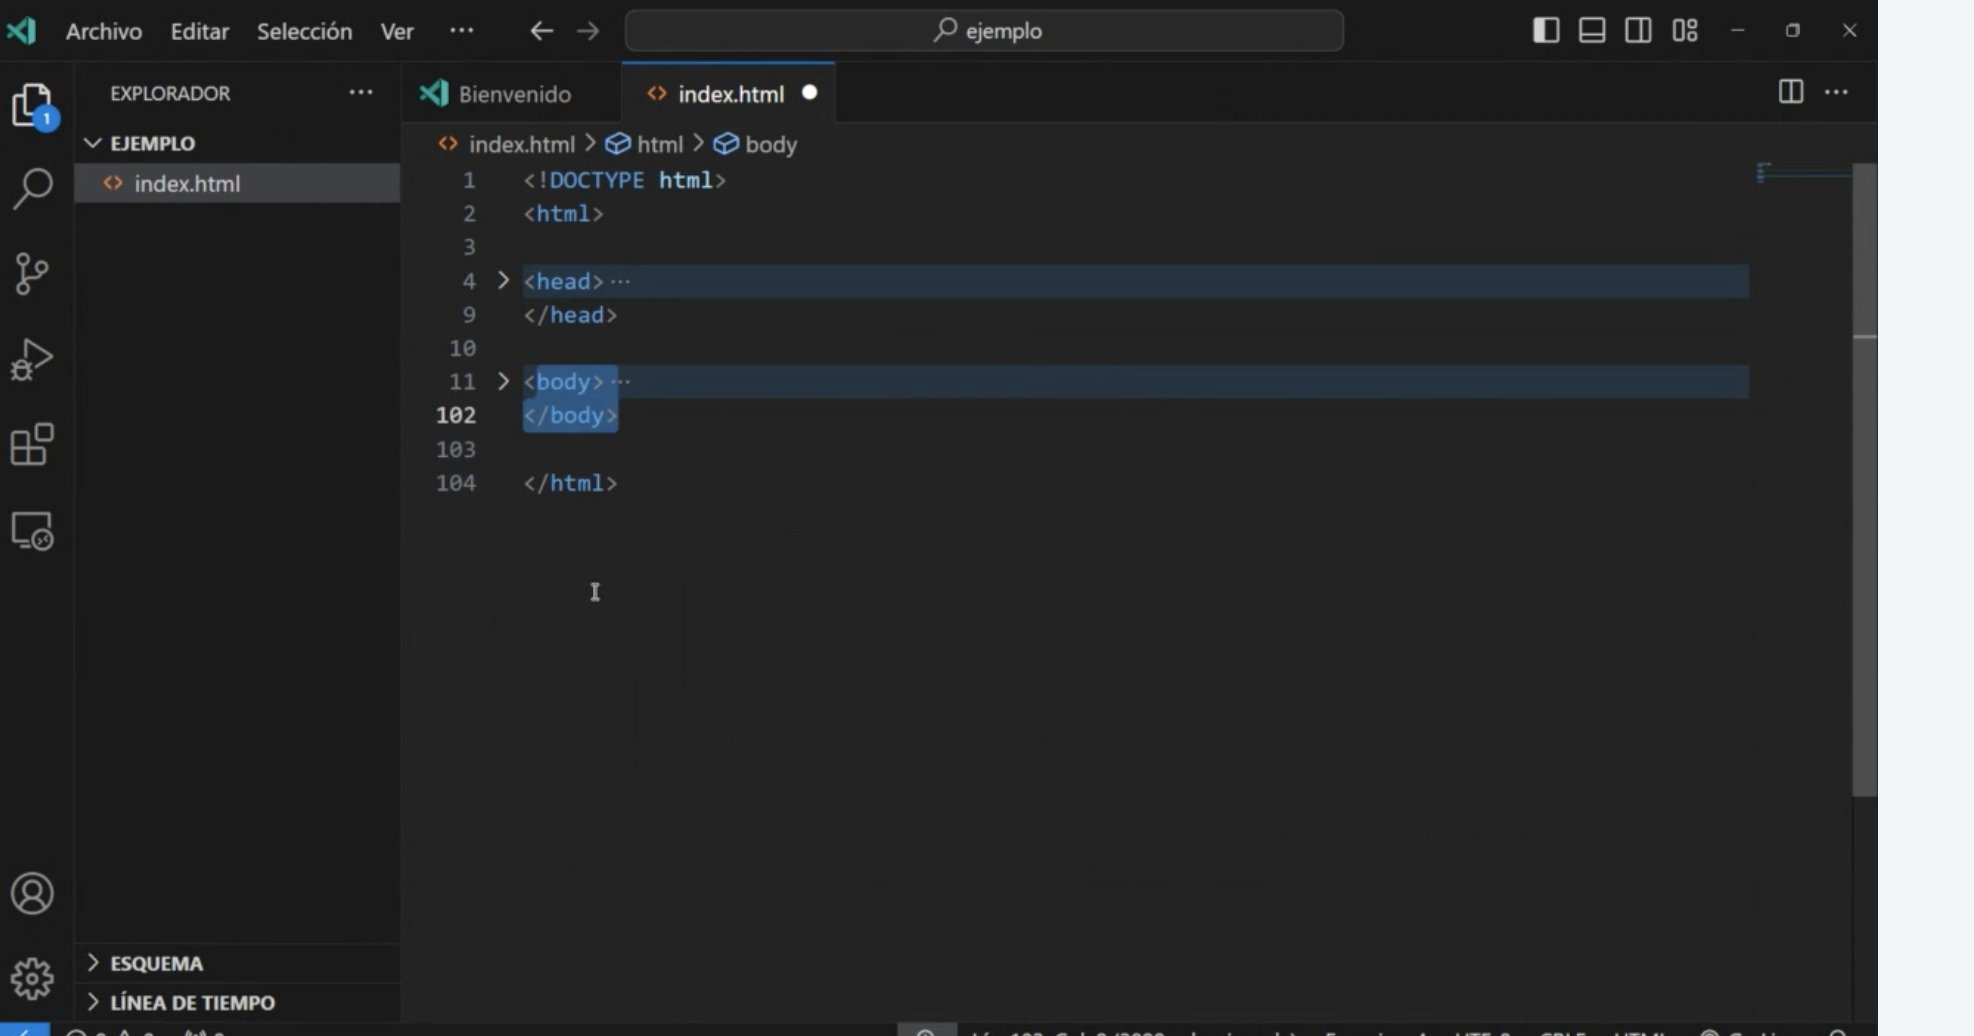 Archivo Editar Selección Ver ··· ejemplo
EXPLORADOR ···
1
EJEMPLO
index.html
ESQUEMA
LÍNEA DE TIEMPO
Bienvenido
index.html
index.html > html > body
1 <!DOCTYPE html>
2 <html>
3
4 <head>···
9 </head>
10
11 <body>···
102 </body>
103
104 </html>